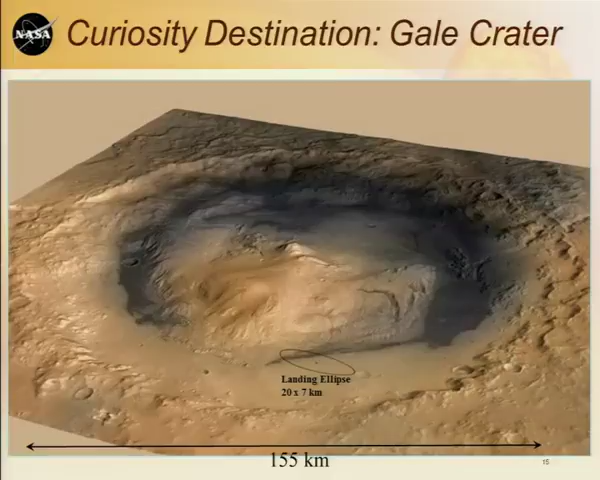 NASA
Curiosity Destination: Gale Crater
Landing Ellipse
20 x 7 km
155 km
15